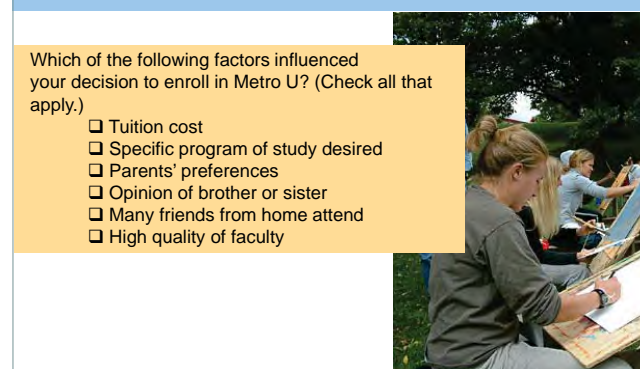 Which of the following factors influenced
your decision to enroll in Metro U? (Check all that
apply.)
❑ Tuition cost
❑ Specific program of study desired
❑ Parents’ preferences
❑ Opinion of brother or sister
❑ Many friends from home attend
❑ High quality of faculty